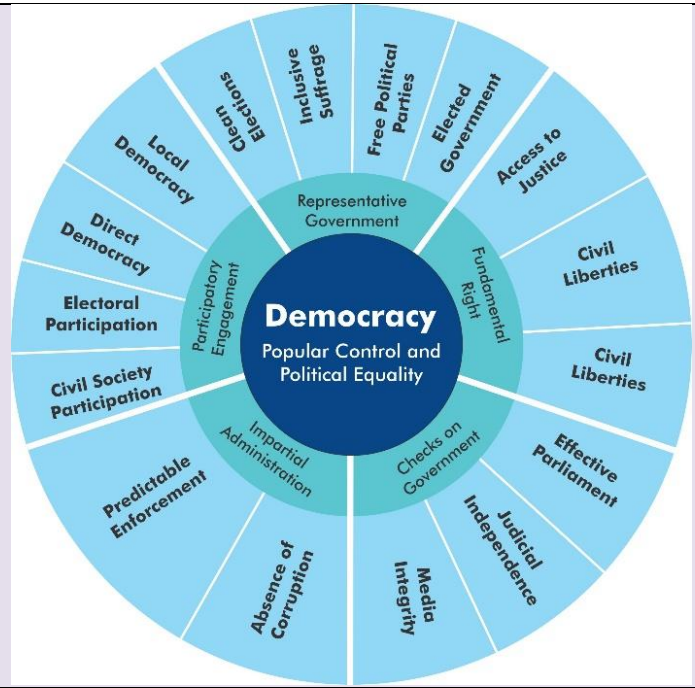 Democracy
Popular Control and
Political Equality
Representative
Government
Clean
Elections
Inclusive
Suffrage
Free Political
Parties
Elected
Government
Fundamental
Right
Access to
Justice
Civil
Liberties
Civil
Liberties
Checks on
Government
Effective
Parliament
Judicial
Independence
Media
Integrity
Impartial
Administration
Absence of
Corruption
Predictable
Enforcement
Participatory
Engagement
Civil Society
Participation
Electoral
Participation
Direct
Democracy
Local
Democracy